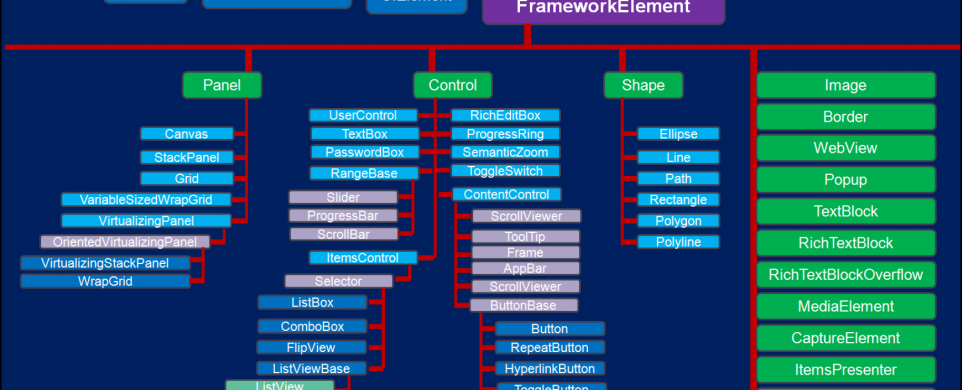 UIElement
FrameworkElement
Panel
Canvas
StackPanel
Grid
VariableSizedWrapGrid
VirtualizingPanel
OrientedVirtualizingPanel
VirtualizingStackPanel
WrapGrid
Control
UserControl
TextBox
PasswordBox
RangeBase
Slider
ProgressBar
ScrollBar
ItemsControl
Selector
ListBox
ComboBox
FlipView
ListViewBase
ListView
RichEditBox
ProgressRing
SemanticZoom
ToggleSwitch
ContentControl
ScrollViewer
ToolTip
Frame
AppBar
ScrollViewer
ButtonBase
Button
RepeatButton
HyperlinkButton
ToggleButton
Shape
Ellipse
Line
Path
Rectangle
Polygon
Polyline
Image
Border
WebView
Popup
TextBlock
RichTextBlock
RichTextBlockOverflow
MediaElement
CaptureElement
ItemsPresenter